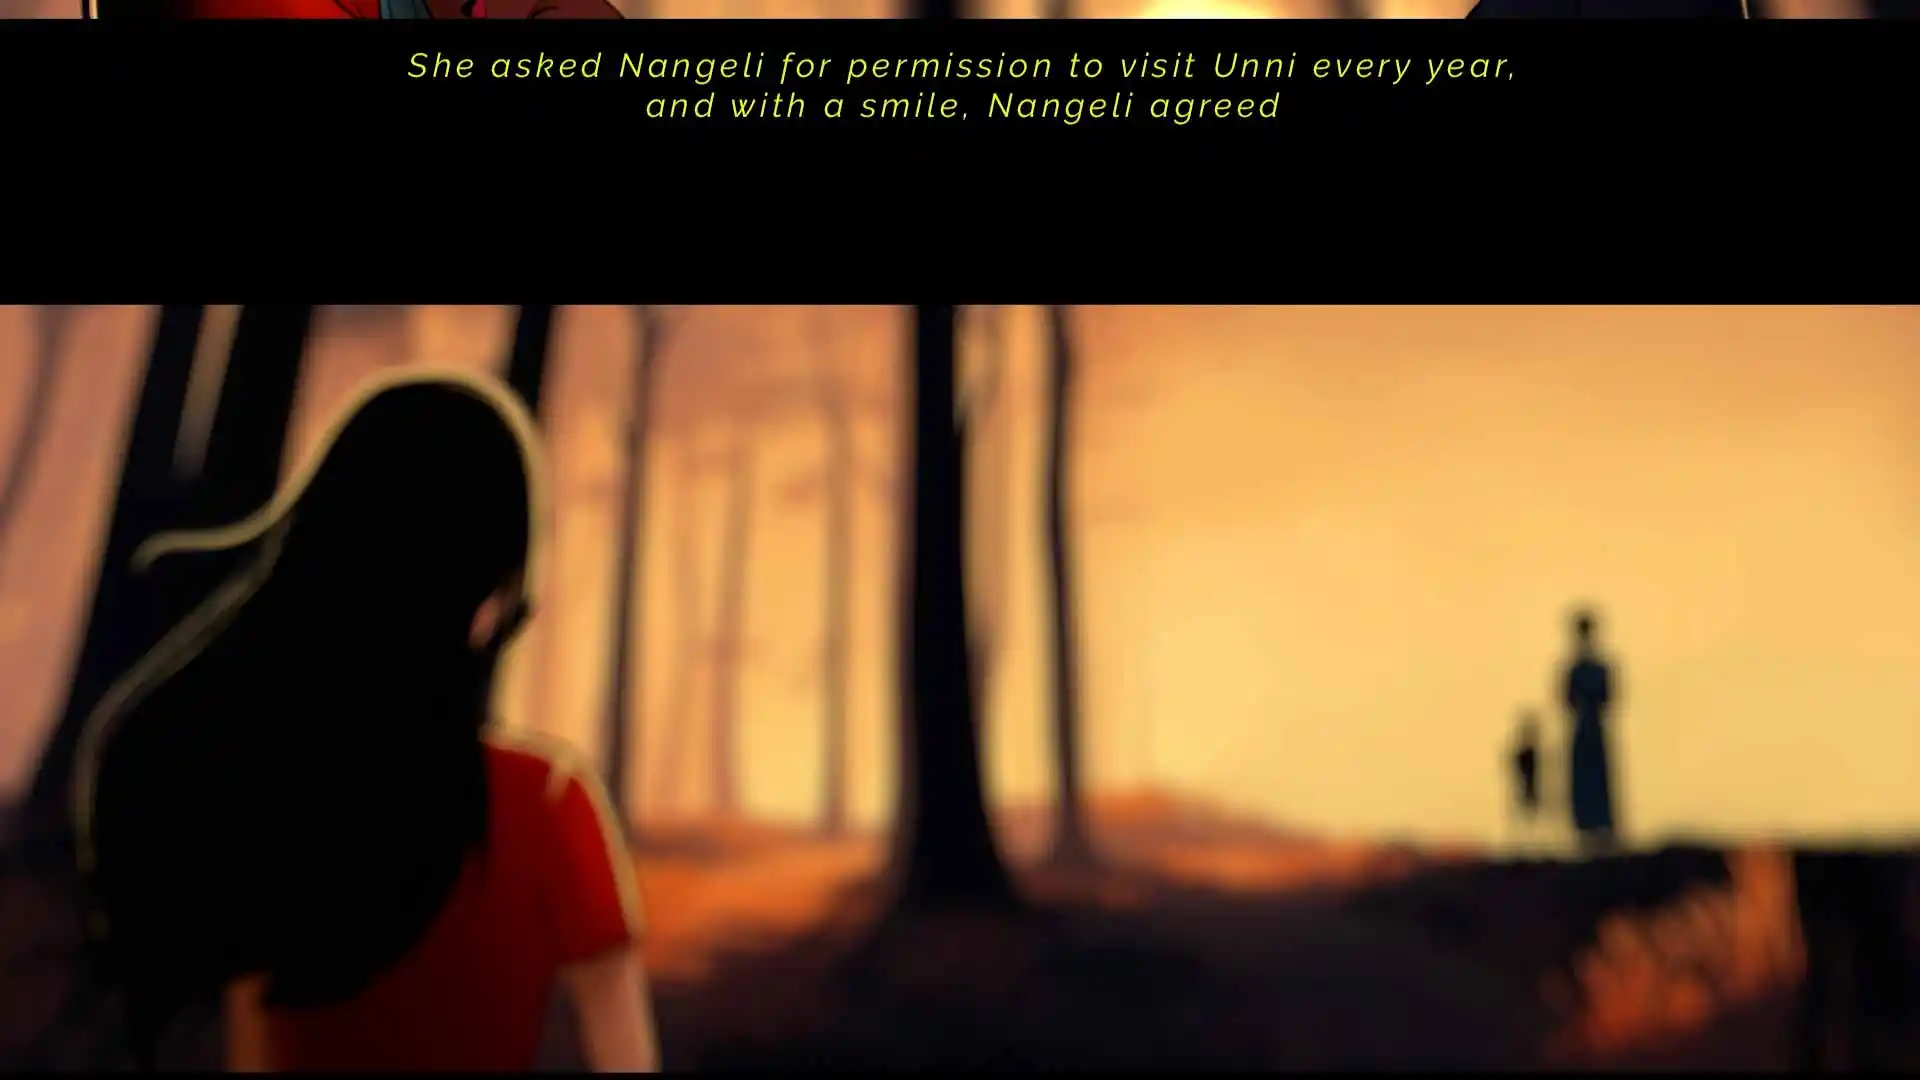 She asked Nangeli for permission to visit Unni every year,
and with a smile, Nangeli agreed